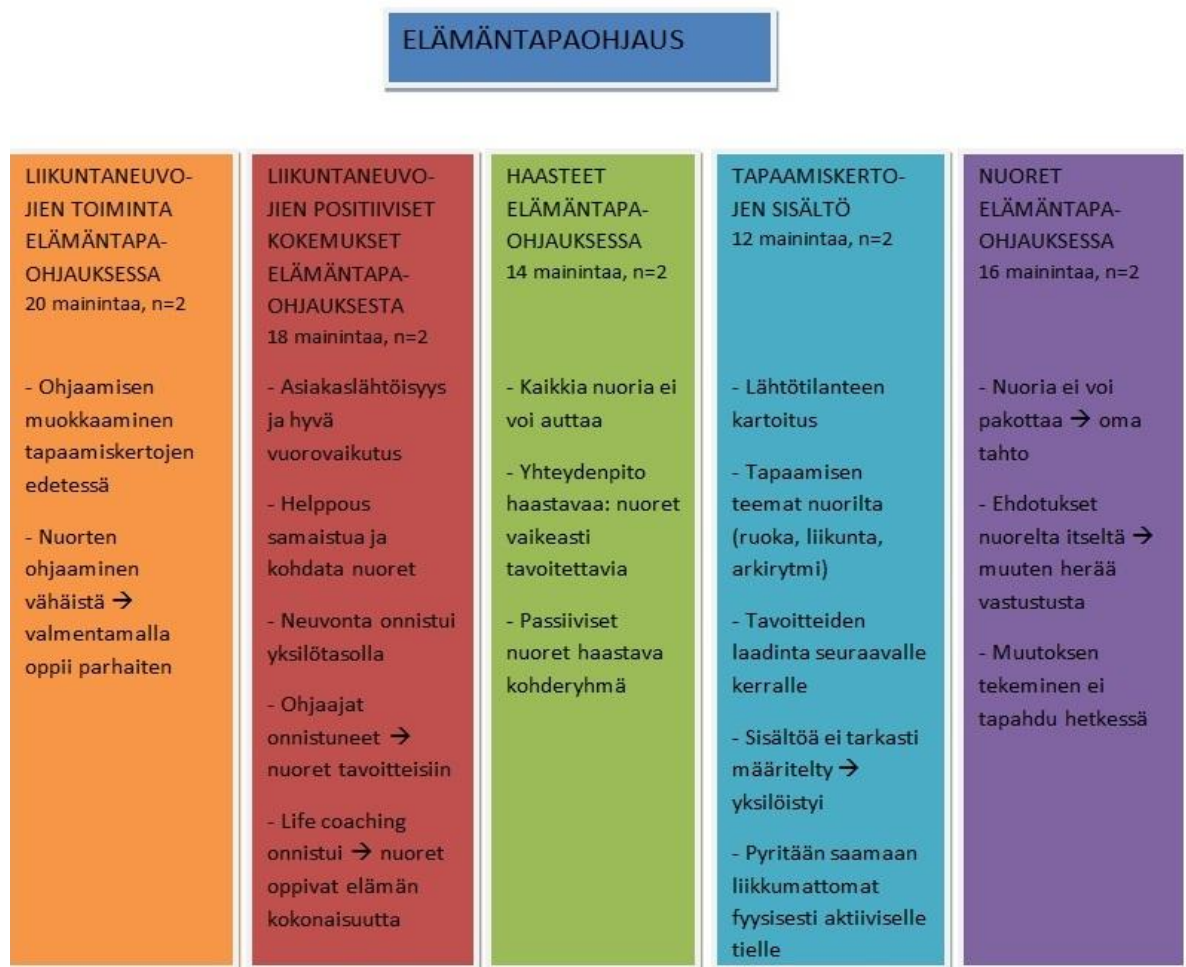 ELÄMÄNTAPAOHJAUS
LIIKUNTANEUVO-
JIEN TOIMINTA
ELÄMÄNTAPA-
OHJAUKSESSA
20 mainintaa, n=2
- Ohjaamisen
muokkaaminen
tapaamiskertojen
edetessä
- Nuorten
ohjaaminen
vähäistä →
valmentamalla
oppii parhaiten
LIIKUNTANEUVO-
JIEN POSITIIVISET
KOKEMUKSET
ELÄMÄNTAPA-
OHJAUKSESTA
18 mainintaa, n=2
- Asiakaslähtöisyys
ja hyvä
vuorovaikutus
- Helppous
samaistua ja
kohdata nuoret
- Neuvonta onnistui
yksilötasolla
- Ohjaajat
onnistuneet →
nuoret tavoitteisiin
- Life coaching
onnistui → nuoret
oppivat elämän
kokonaisuutta
HAASTEET
ELÄMÄNTAPA-
OHJAUKSESSA
14 mainintaa, n=2
- Kaikkia nuoria ei
voi auttaa
- Yhteydenpito
haastavaa: nuoret
vaikeasti
tavoitettavia
- Passiiviset
nuoret haastava
kohderyhmä
TAPAAMISKERTO-
JEN SISÄLTÖ
12 mainintaa, n=2
- Lähtötilanteen
kartoitus
- Tapaamisen
teemat nuorilta
(ruoka, liikunta,
arkirytmi)
- Tavoitteiden
laadinta seuraavalle
kerralle
- Sisältöä ei tarkasti
määritelty →
yksilöistyi
- Pyritään saamaan
liikkumattomat
fyysisesti aktiiviselle
tielle
NUORET
ELÄMÄNTAPA-
OHJAUKSESSA
16 mainintaa, n=2
- Nuoria ei voi
pakottaa → oma
tahto
- Ehdotukset
nuorelta itseltä →
muuten herää
vastustusta
- Muutoksen
tekeminen ei
tapahdu hetkessä